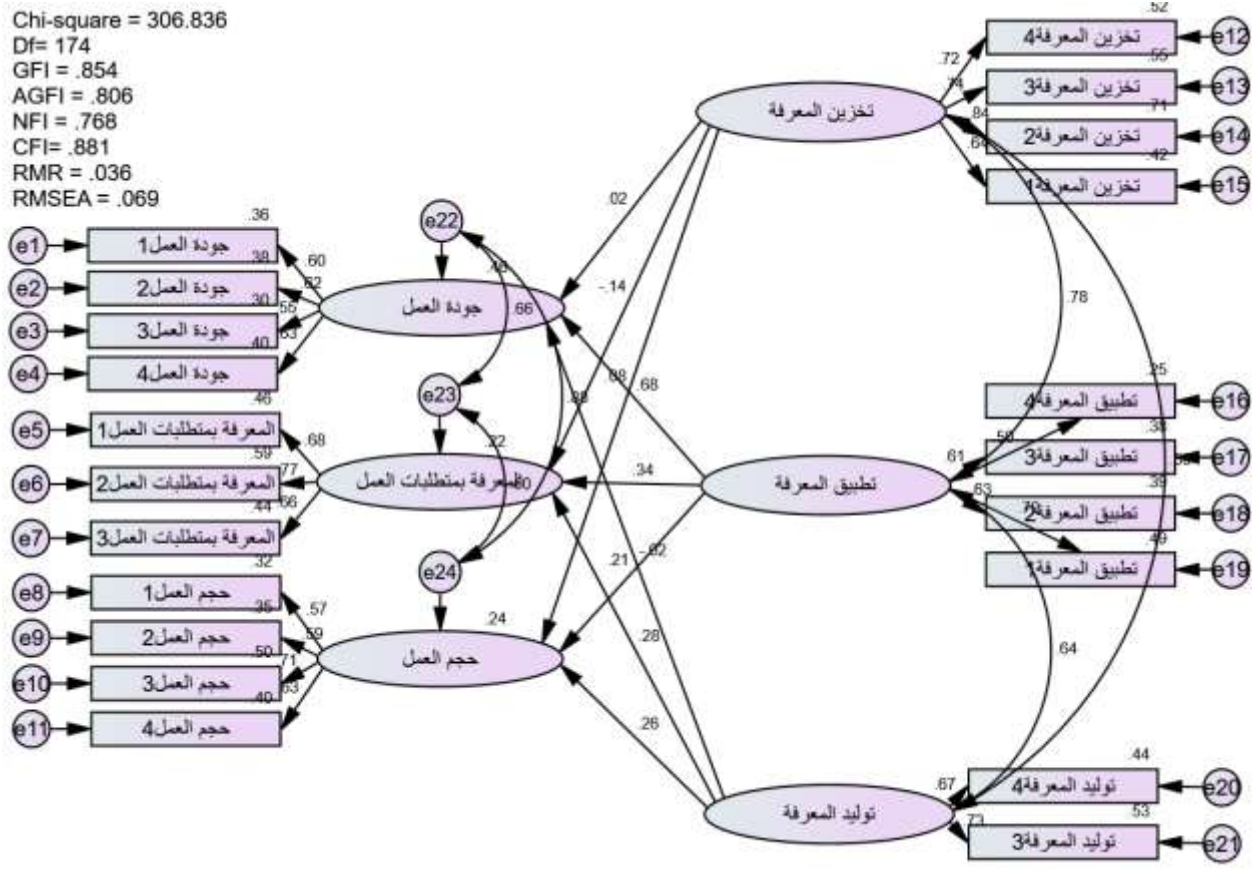 Chi-square = 306.836
Df= 174
GFI = .854
AGFI = .806
NFI = .768
CFI= .881
RMR = .036
RMSEA = .069
.52
تخزين المعرفة4
e12
.72
.55
تخزين المعرفة3
e13
.74
.71
تخزين المعرفة2
e14
.84
.42
تخزين المعرفة1
e15
.64
تخزين المعرفة
.36
e1
جودة العمل1
.60
.38
e2
جودة العمل2
.62
.30
e3
جودة العمل3
.55
.40
e4
جودة العمل4
.63
e22
جودة العمل
.66
.02
-.14
.78
.68
.46
e5
المعرفة بمتطلبات العمل1
.68
.59
e6
المعرفة بمتطلبات العمل2
.77
.44
e7
المعرفة بمتطلبات العمل3
.66
e23
.22
المعرفة بمتطلبات العمل
.34
تطبيق المعرفة
.61
.25
تطبيق المعرفة4
e16
.38
تطبيق المعرفة3
e17
.63
.39
تطبيق المعرفة2
e18
.70
.49
تطبيق المعرفة1
e19
.32
e8
حجم العمل1
.57
.35
e9
حجم العمل2
.59
.50
e10
حجم العمل3
.71
.40
e11
حجم العمل4
.63
e24
.24
حجم العمل
.21
-.02
.28
.26
.64
توليد المعرفة
.67
.44
توليد المعرفة4
e20
.73
.53
توليد المعرفة3
e21